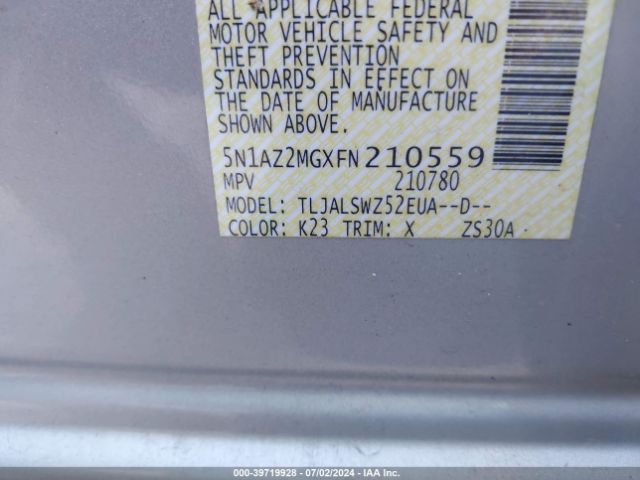 ALL APPLICABLE FEDERAL
MOTOR VEHICLE SAFETY AND
THEFT PREVENTION
STANDARDS IN EFFECT ON
THE DATE OF MANUFACTURE
SHOWN ABOVE.
5N1AZ2MGXFN210559
MPV 210780
MODEL: TLJALSWZ52EUA--D--
COLOR: K23 TRIM: X ZS30A
000-39719928 - 07/02/2024 - IAA Inc.